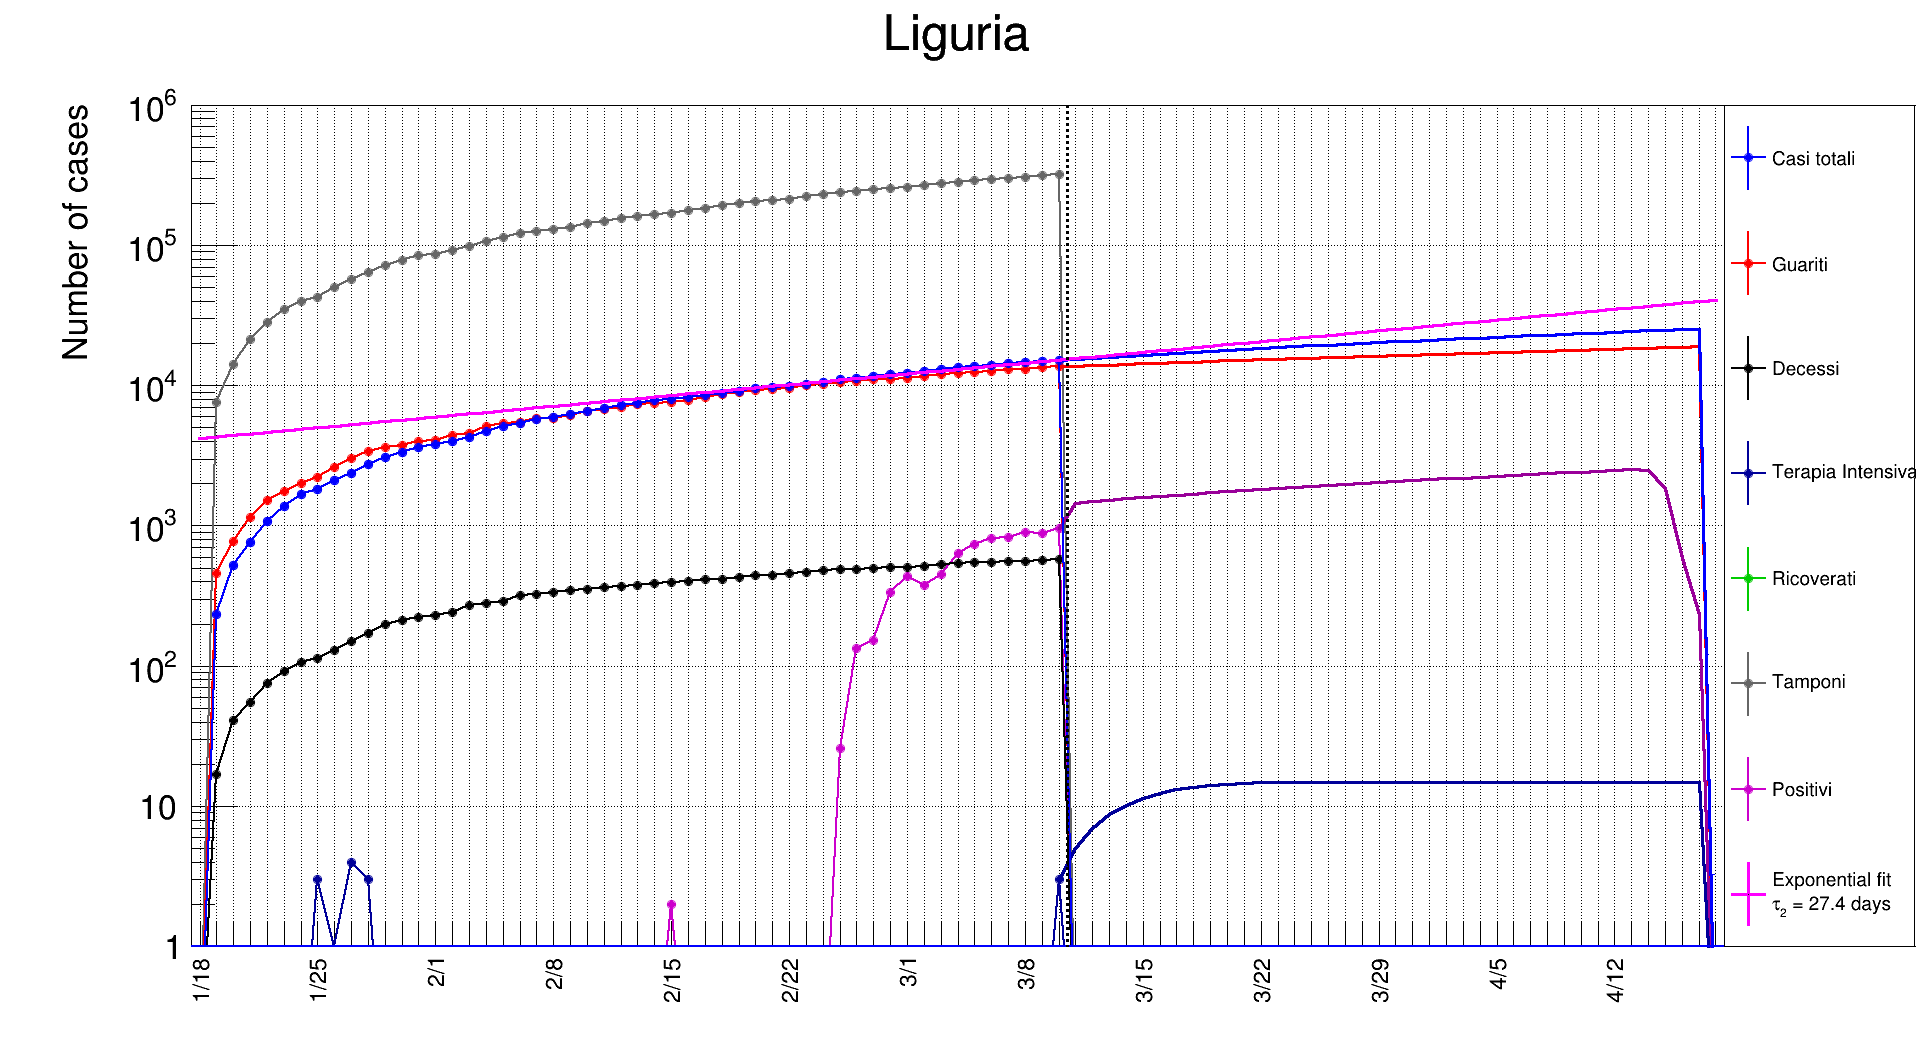 Liguria
Number of cases
10^6
10^5
10^4
10^3
10^2
10
1
1/18
1/25
2/1
2/8
2/15
2/22
3/1
3/8
3/15
3/22
3/29
4/5
4/12
Casi totali
Guariti
Decessi
Terapia Intensiva
Ricoverati
Tamponi
Positivi
Exponential fit
τ₂ = 27.4 days